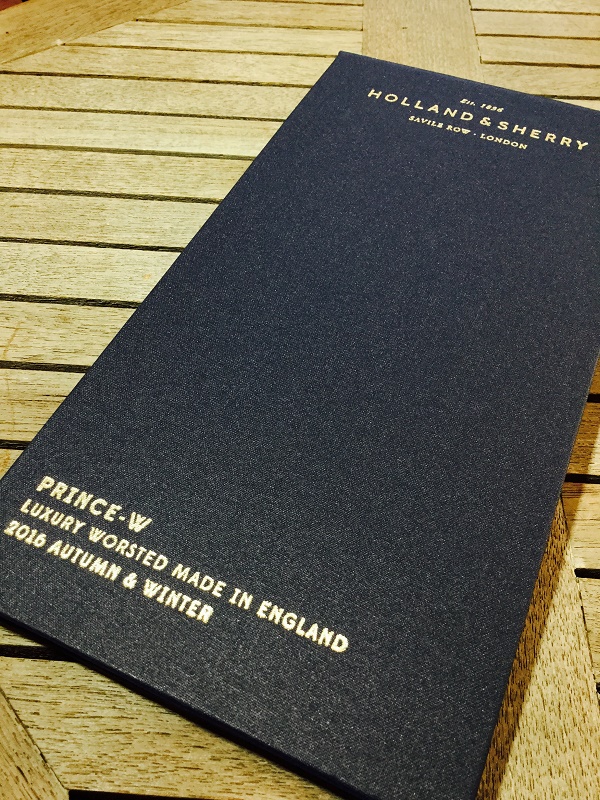 Est. 1836
HOLLAND & SHERRY
SAVILE ROW · LONDON
PRINCE-W
LUXURY WORSTED MADE IN ENGLAND
2016 AUTUMN & WINTER